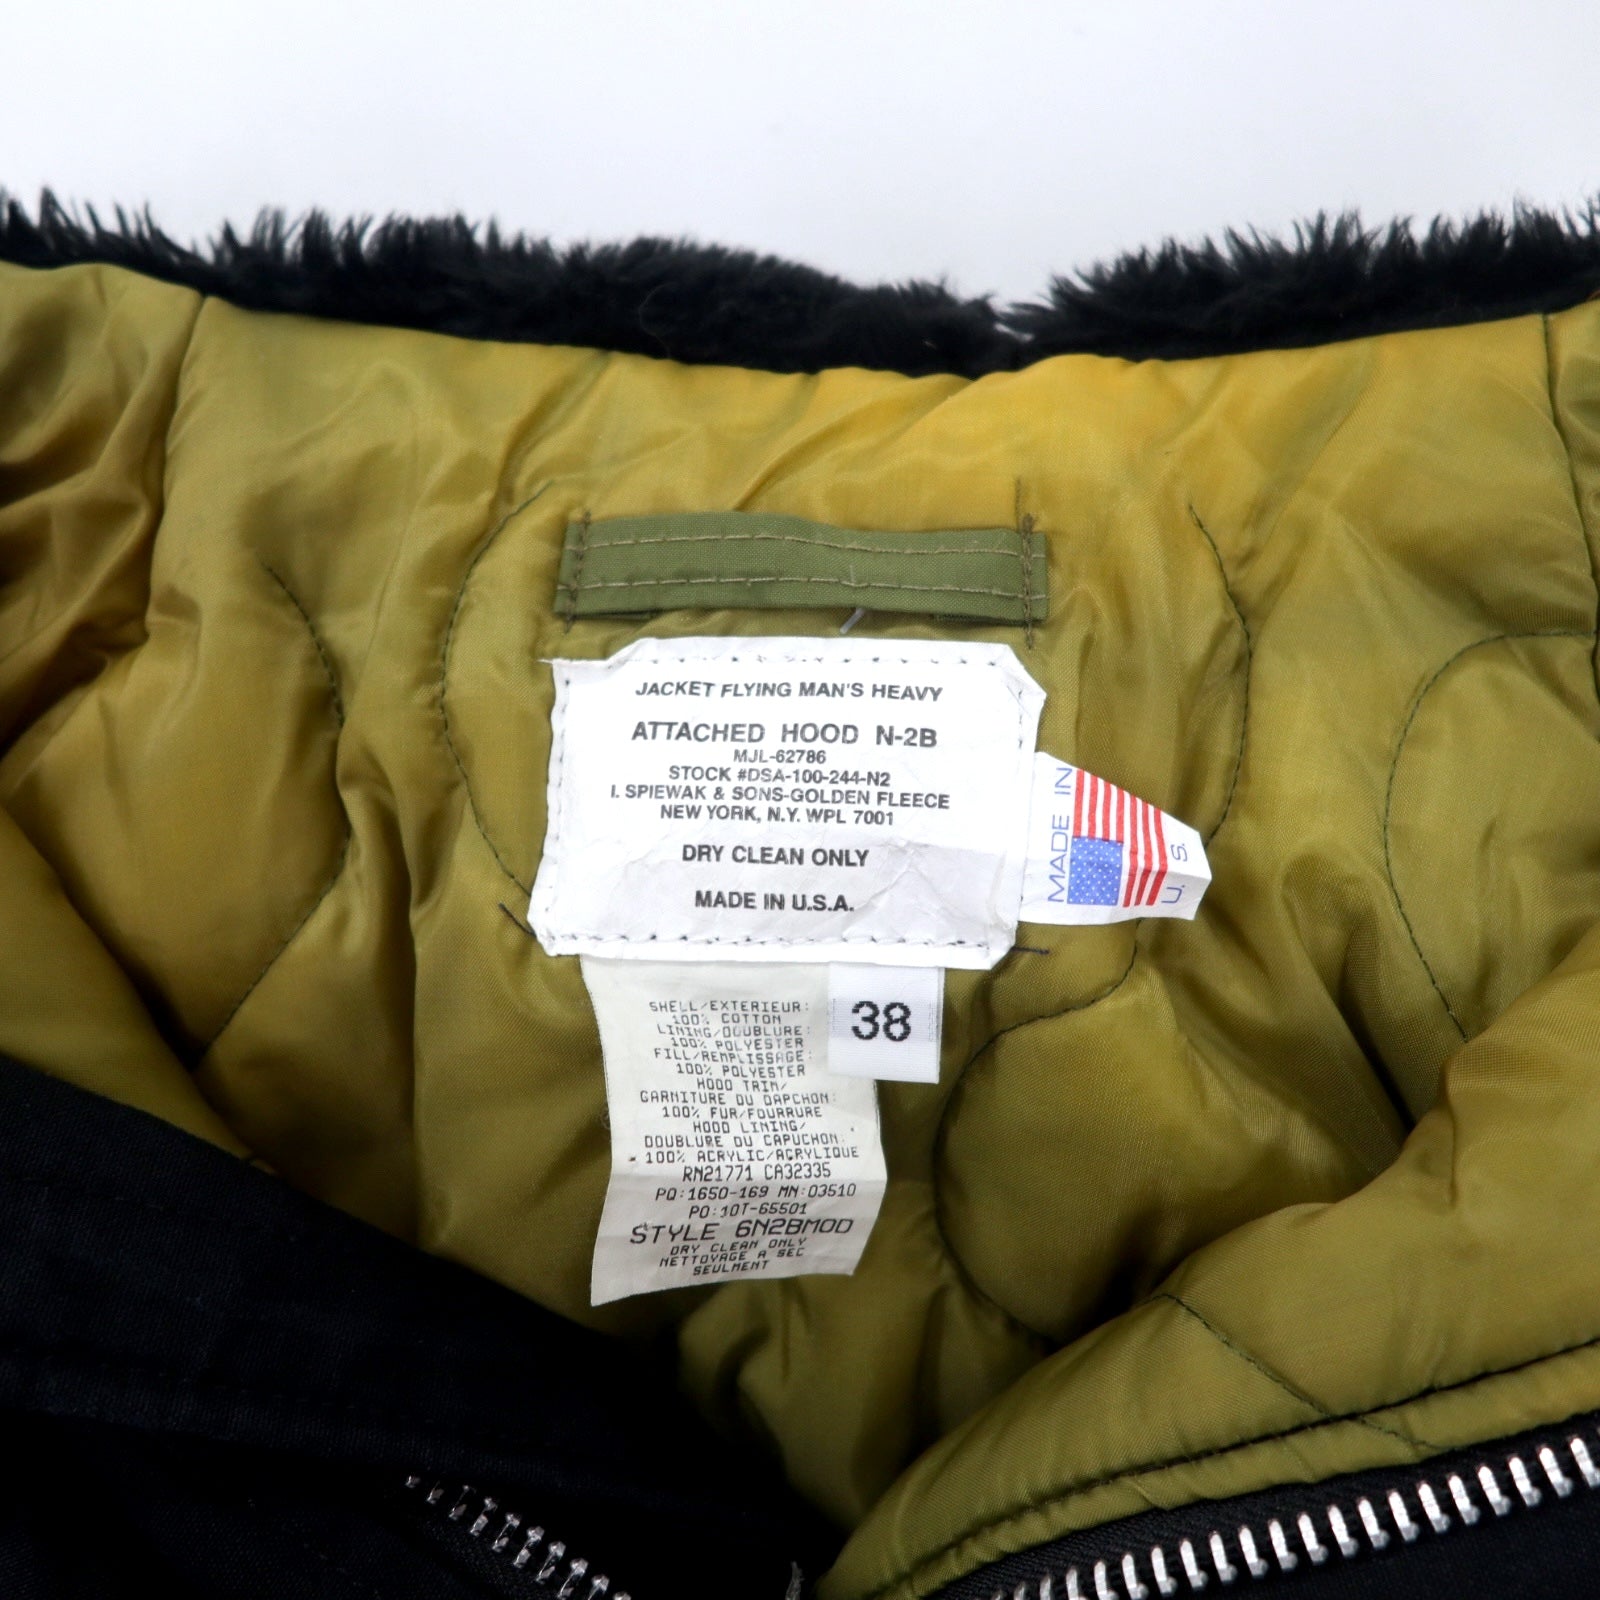 JACKET FLYING MAN'S HEAVY
ATTACHED HOOD N-2B
MJL-62786
STOCK #DSA-100-244-N2
I. SPIEWAK & SONS-GOLDEN FLEECE
NEW YORK, N.Y. WPL 7001
DRY CLEAN ONLY
MADE IN U.S.A.
MADE IN
U.S.
38
SHELL/EXTERIEUR:
100% COTTON
LINING/DOUBLURE:
100% POLYESTER
FILL/REMPLISSAGE:
100% POLYESTER
HOOD TRIM/
GARNITURE DU DAPCHON:
100% FUR/FOURRURE
HOOD LINING/
DOUBLURE DU CAPUCHON:
100% ACRYLIC/ACRYLIQUE
RN21771 CA32335
PQ:1650-169 MN:03510
PO:10T-65501
STYLE 6N2BMOD
DRY CLEAN ONLY
NETTOYAGE A SEC
SEULMENT